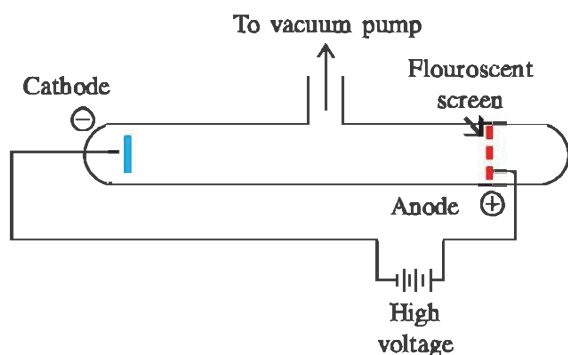 To vacuum pump
Cathode
⊖
Flouroscent
screen
Anode ⊕
High
voltage